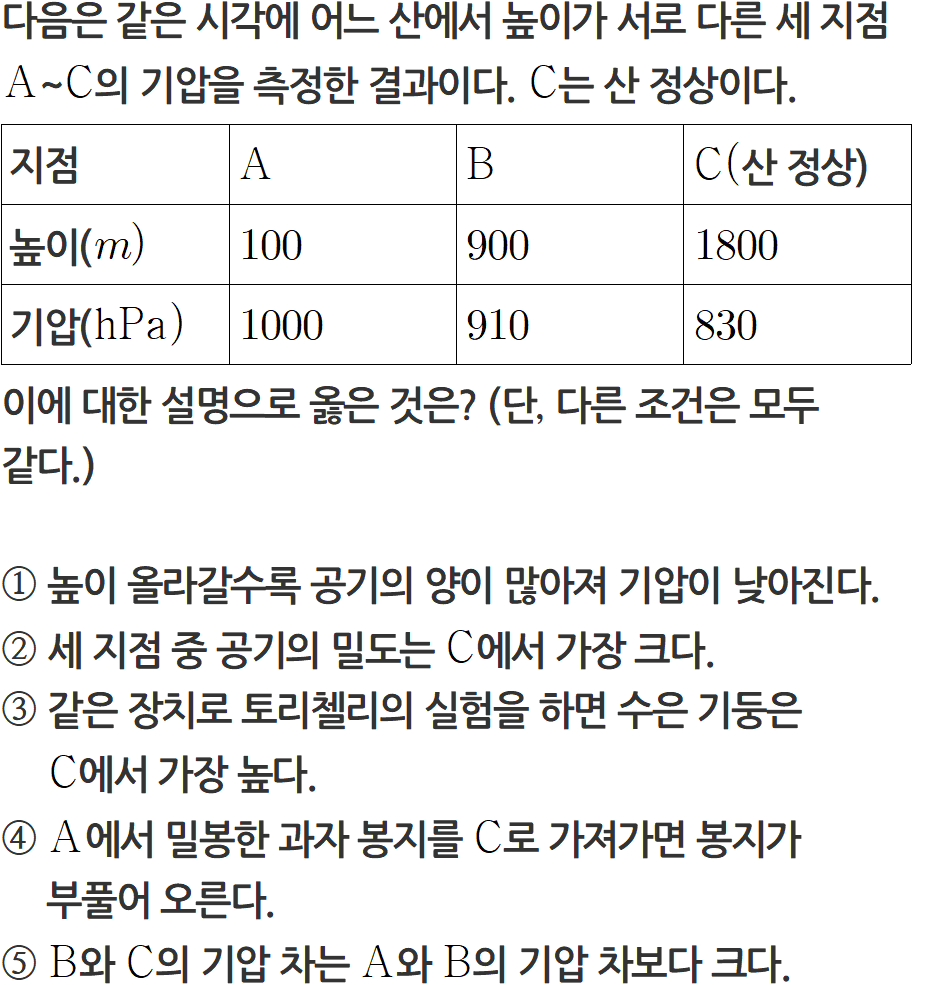 다음은 같은 시각에 어느 산에서 높이가 서로 다른 세 지점
A~C의 기압을 측정한 결과이다. C는 산 정상이다.
지점 A B C(산 정상)
높이(m) 100 900 1800
기압(hPa) 1000 910 830
이에 대한 설명으로 옳은 것은? (단, 다른 조건은 모두
같다.)
① 높이 올라갈수록 공기의 양이 많아져 기압이 낮아진다.
② 세 지점 중 공기의 밀도는 C에서 가장 크다.
③ 같은 장치로 토리첼리의 실험을 하면 수은 기둥은
C에서 가장 높다.
④ A에서 밀봉한 과자 봉지를 C로 가져가면 봉지가
부풀어 오른다.
⑤ B와 C의 기압 차는 A와 B의 기압 차보다 크다.